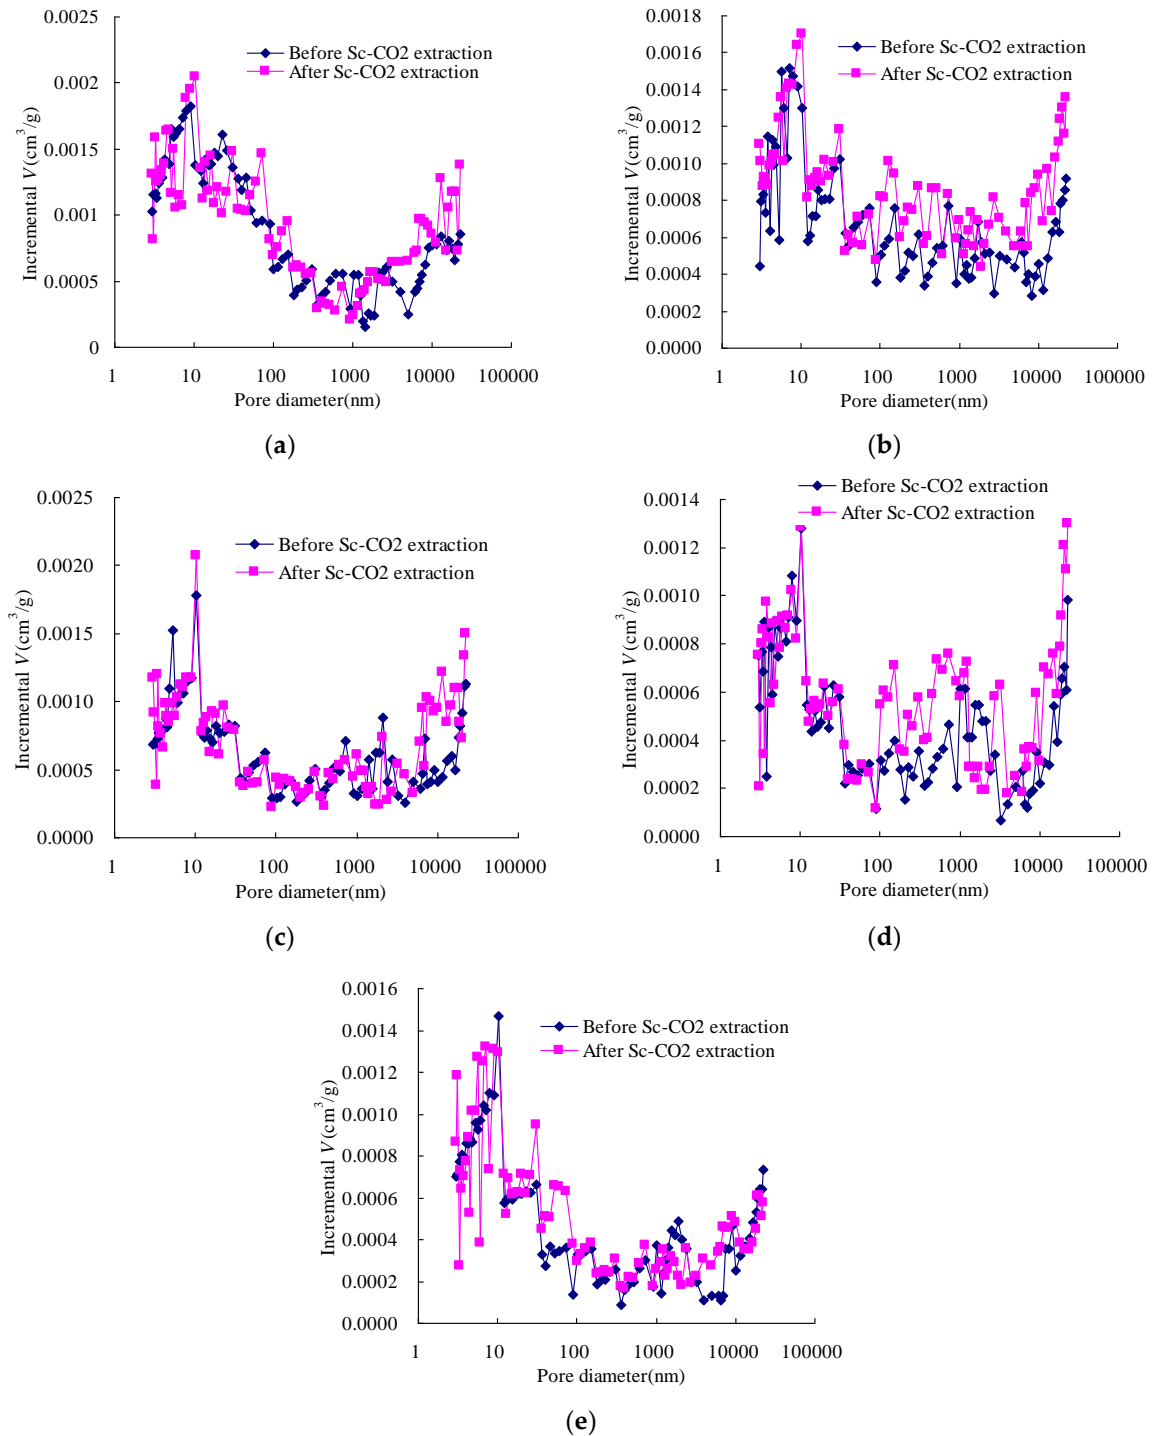 0.0025
0.002
0.0015
0.001
0.0005
0
Incremental V(cm³/g)
Before Sc-CO2 extraction
After Sc-CO2 extraction
1 10 100 1000 10000 100000
Pore diameter(nm)
(a)
0.0018
0.0016
0.0014
0.0012
0.0010
0.0008
0.0006
0.0004
0.0002
0.0000
Incremental V(cm³/g)
Before Sc-CO2 extraction
After Sc-CO2 extraction
1 10 100 1000 10000 100000
Pore diameter(nm)
(b)
0.0025
0.0020
0.0015
0.0010
0.0005
0.0000
Incremental V(cm³/g)
Before Sc-CO2 extraction
After Sc-CO2 extraction
1 10 100 1000 10000 100000
Pore diameter(nm)
(c)
0.0014
0.0012
0.0010
0.0008
0.0006
0.0004
0.0002
0.0000
Incremental V(cm³/g)
Before Sc-CO2 extraction
After Sc-CO2 extraction
1 10 100 1000 10000 100000
Pore diameter(nm)
(d)
0.0016
0.0014
0.0012
0.0010
0.0008
0.0006
0.0004
0.0002
0.0000
Incremental V(cm³/g)
Before Sc-CO2 extraction
After Sc-CO2 extraction
1 10 100 1000 10000 100000
Pore diameter(nm)
(e)